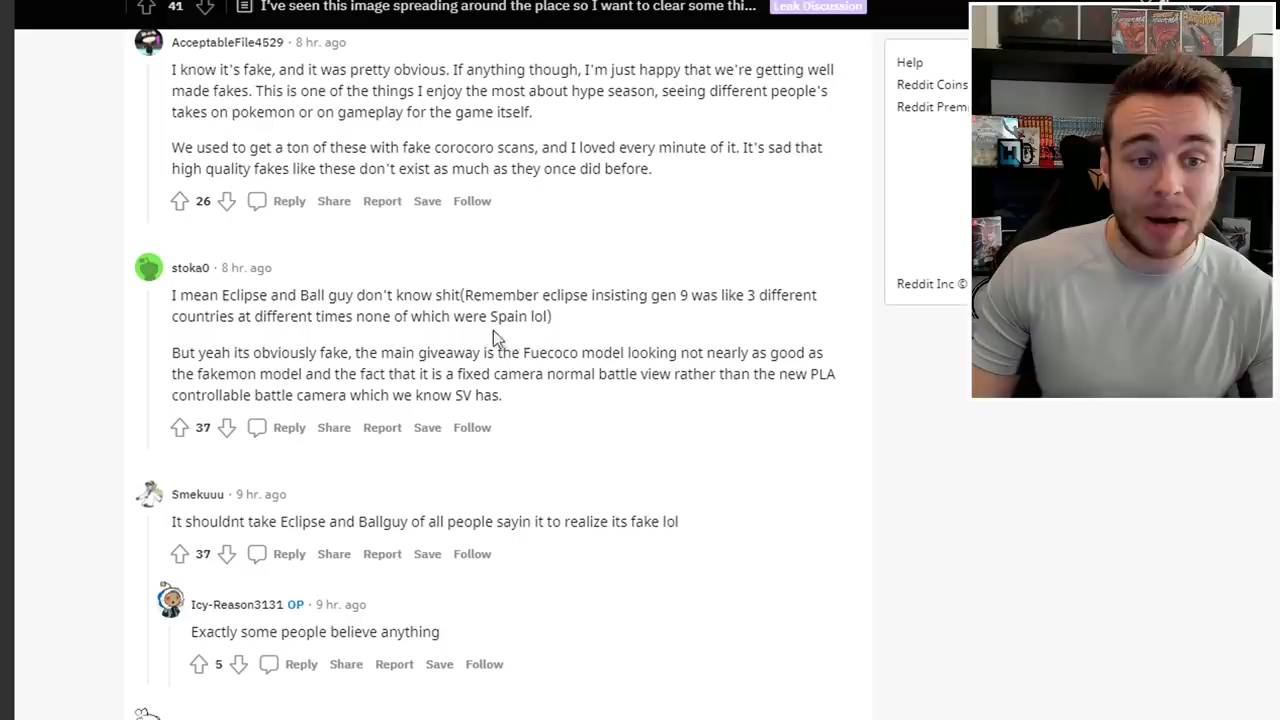 41 I've seen this image spreading around the place so I want to clear some thi... Leak Discussion
AcceptableFile4529 · 8 hr. ago
I know it's fake, and it was pretty obvious. If anything though, I'm just happy that we're getting well
made fakes. This is one of the things I enjoy the most about hype season, seeing different people's
takes on pokemon or on gameplay for the game itself.
We used to get a ton of these with fake corocoro scans, and I loved every minute of it. It's sad that
high quality fakes like these don't exist as much as they once did before.
26 Reply Share Report Save Follow
stoka0 · 8 hr. ago
I mean Eclipse and Ball guy don't know shit(Remember eclipse insisting gen 9 was like 3 different
countries at different times none of which were Spain lol)
But yeah its obviously fake, the main giveaway is the Fuecoco model looking not nearly as good as
the fakemon model and the fact that it is a fixed camera normal battle view rather than the new PLA
controllable battle camera which we know SV has.
37 Reply Share Report Save Follow
Smekuuu · 9 hr. ago
It shouldnt take Eclipse and Ballguy of all people sayin it to realize its fake lol
37 Reply Share Report Save Follow
Icy-Reason3131 OP · 9 hr. ago
Exactly some people believe anything
5 Reply Share Report Save Follow
Help
Reddit Coins
Reddit Prem
Reddit Inc ©